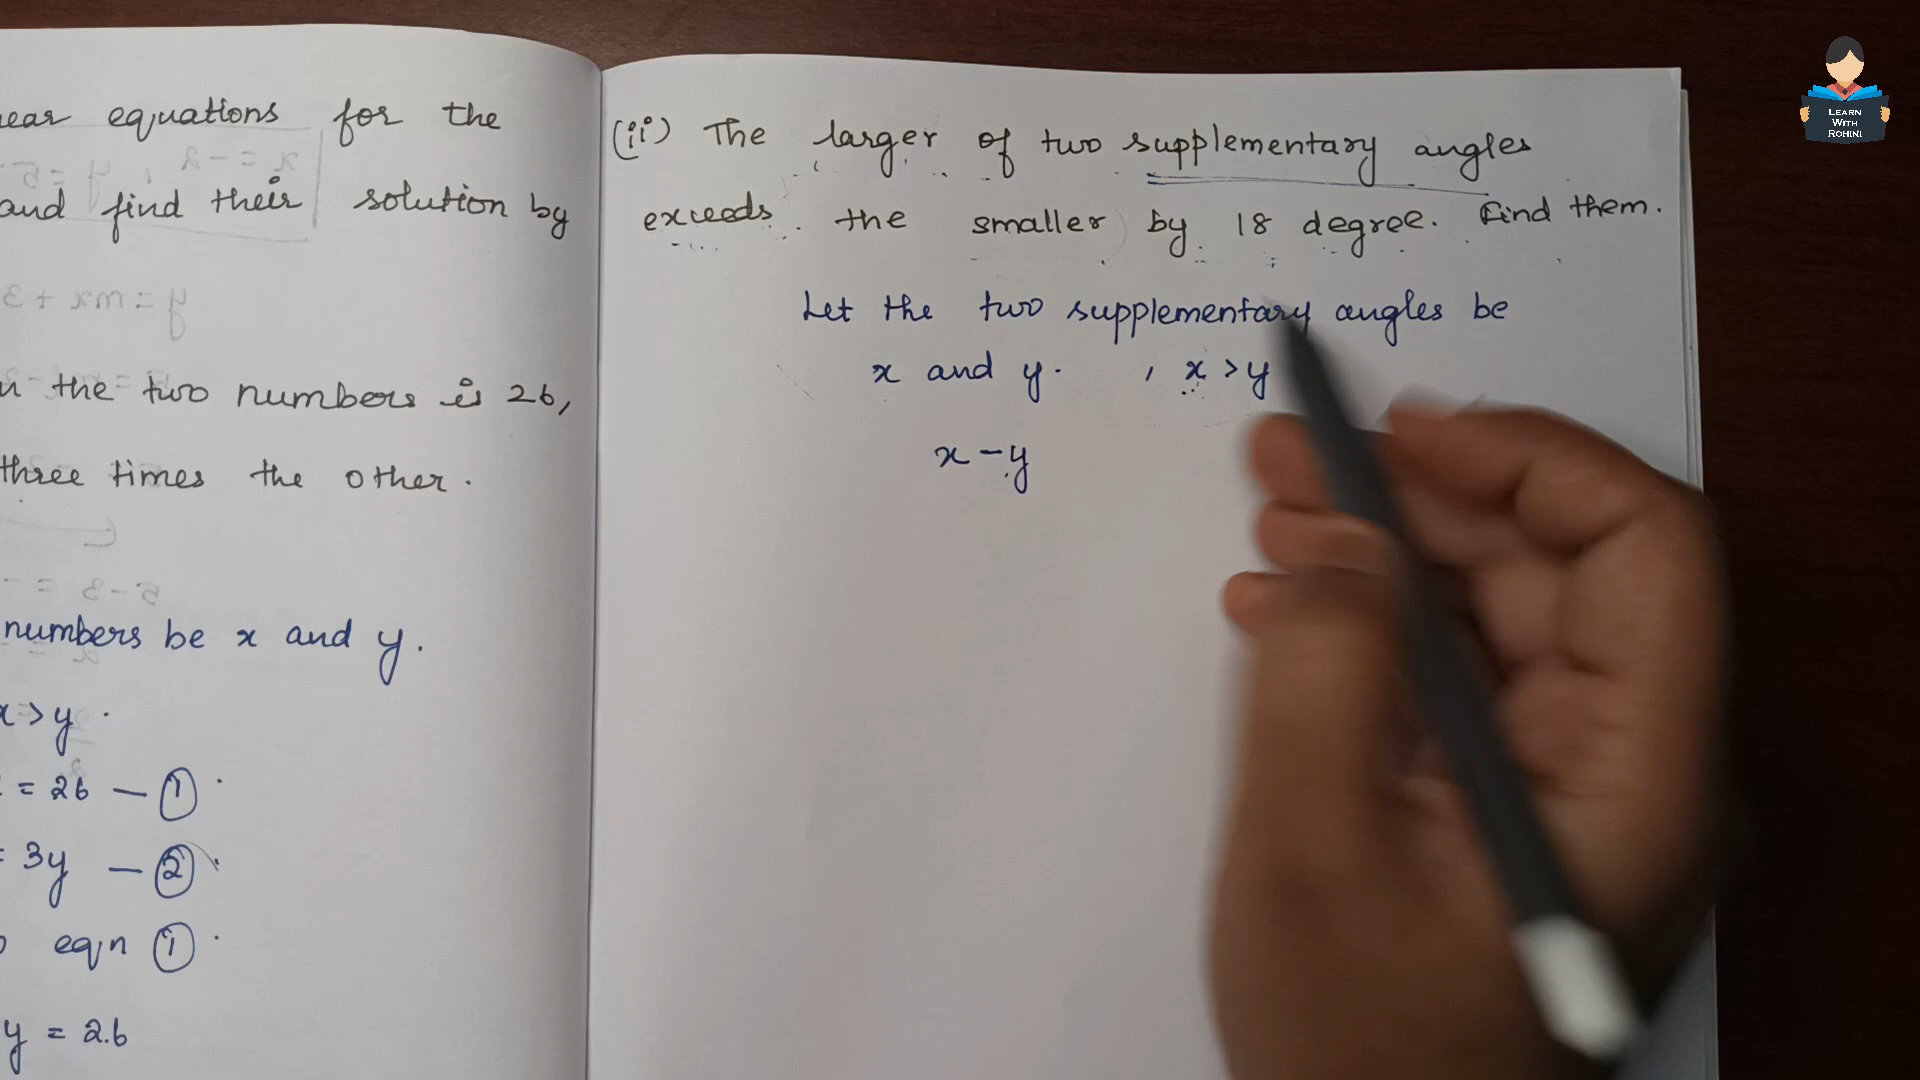 ear equations for the
and find their solution by
the two numbers is 26,
three times the other.
numbers be x and y.
x > y.
= 26 — ①
= 3y — ②
eqn ①
y = 26
(ii) The larger of two supplementary angles
exceeds the smaller by 18 degree. Find them.
Let the two supplementary angles be
x and y. , x > y
x - y
LEARN
WITH
ROHINI